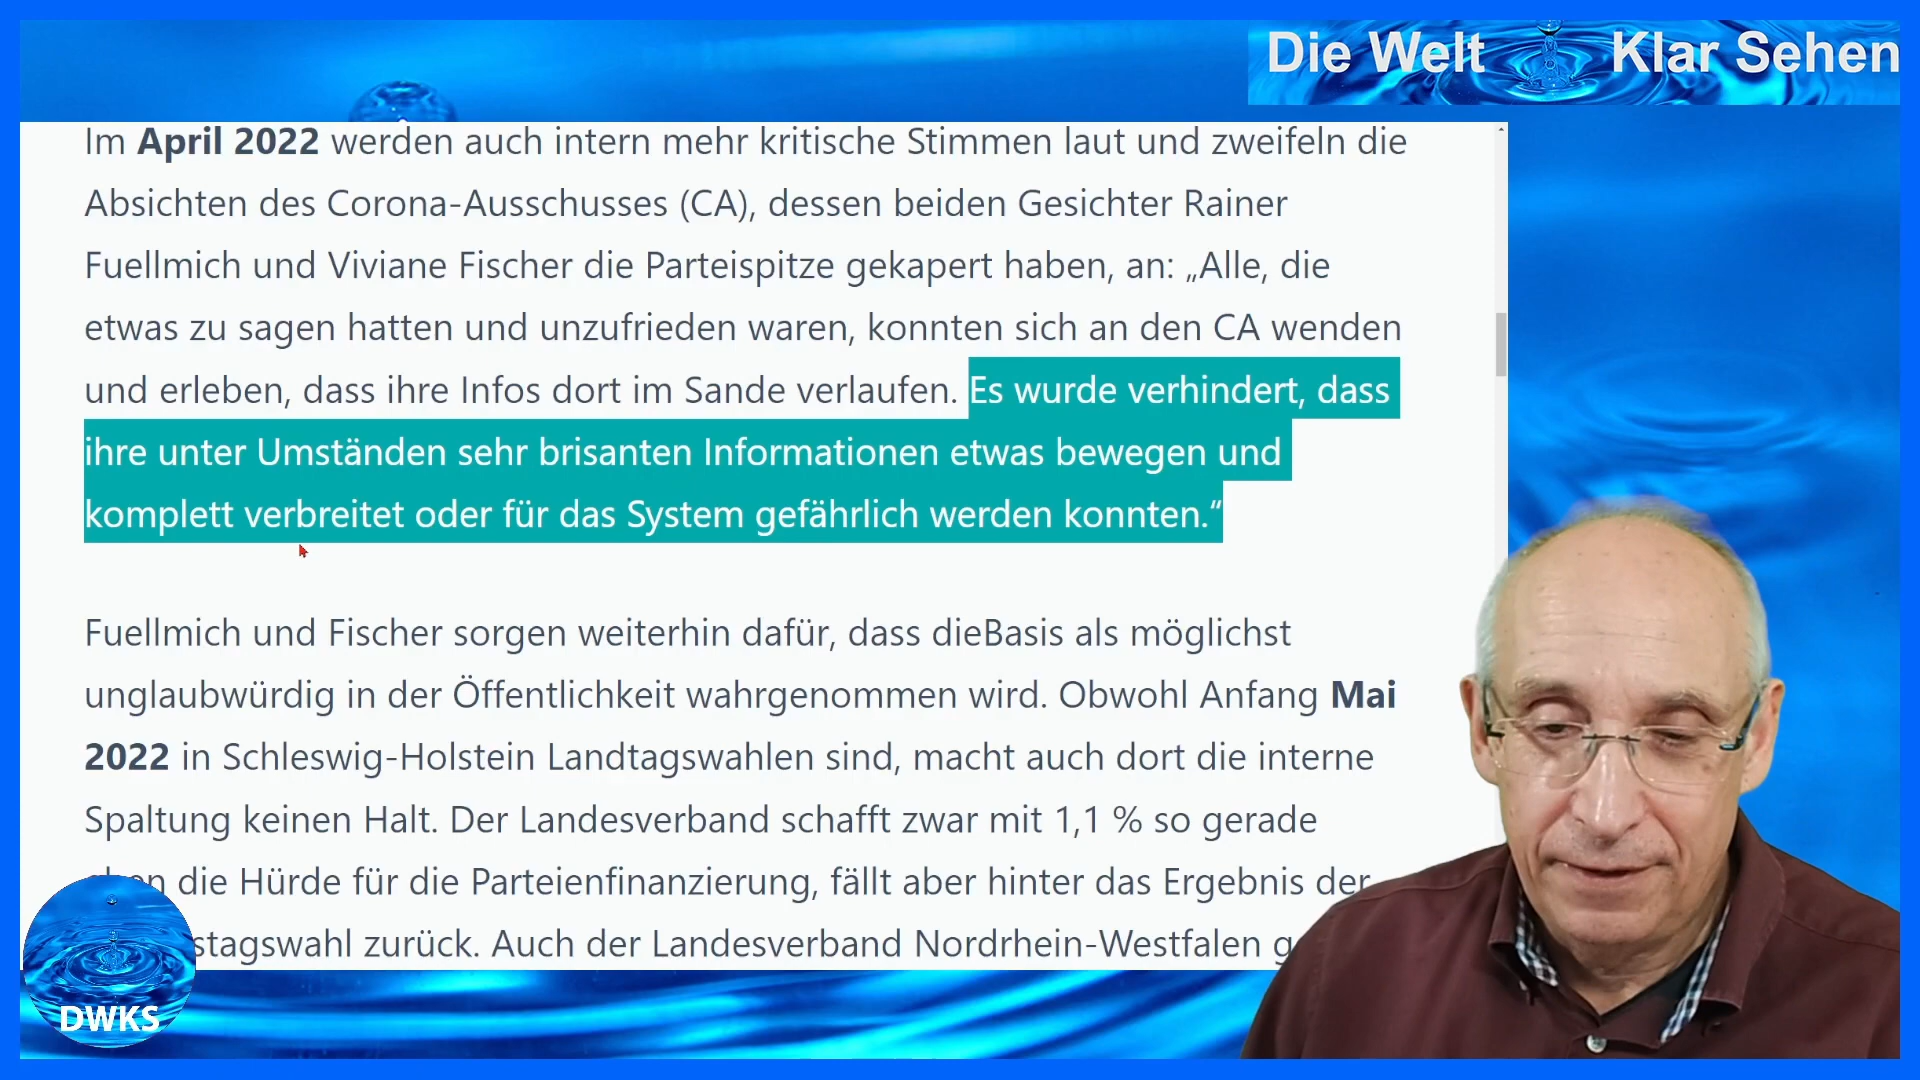 Die Welt Klar Sehen
Im April 2022 werden auch intern mehr kritische Stimmen laut und zweifeln die
Absichten des Corona-Ausschusses (CA), dessen beiden Gesichter Rainer
Fuellmich und Viviane Fischer die Parteispitze gekapert haben, an: „Alle, die
etwas zu sagen hatten und unzufrieden waren, konnten sich an den CA wenden
und erleben, dass ihre Infos dort im Sande verlaufen. Es wurde verhindert, dass
ihre unter Umständen sehr brisanten Informationen etwas bewegen und
komplett verbreitet oder für das System gefährlich werden konnten.“
Fuellmich und Fischer sorgen weiterhin dafür, dass dieBasis als möglichst
unglaubwürdig in der Öffentlichkeit wahrgenommen wird. Obwohl Anfang Mai
2022 in Schleswig-Holstein Landtagswahlen sind, macht auch dort die interne
Spaltung keinen Halt. Der Landesverband schafft zwar mit 1,1 % so gerade
die Hürde für die Parteienfinanzierung, fällt aber hinter das Ergebnis der
stagswahl zurück. Auch der Landesverband Nordrhein-Westfalen
DWKS